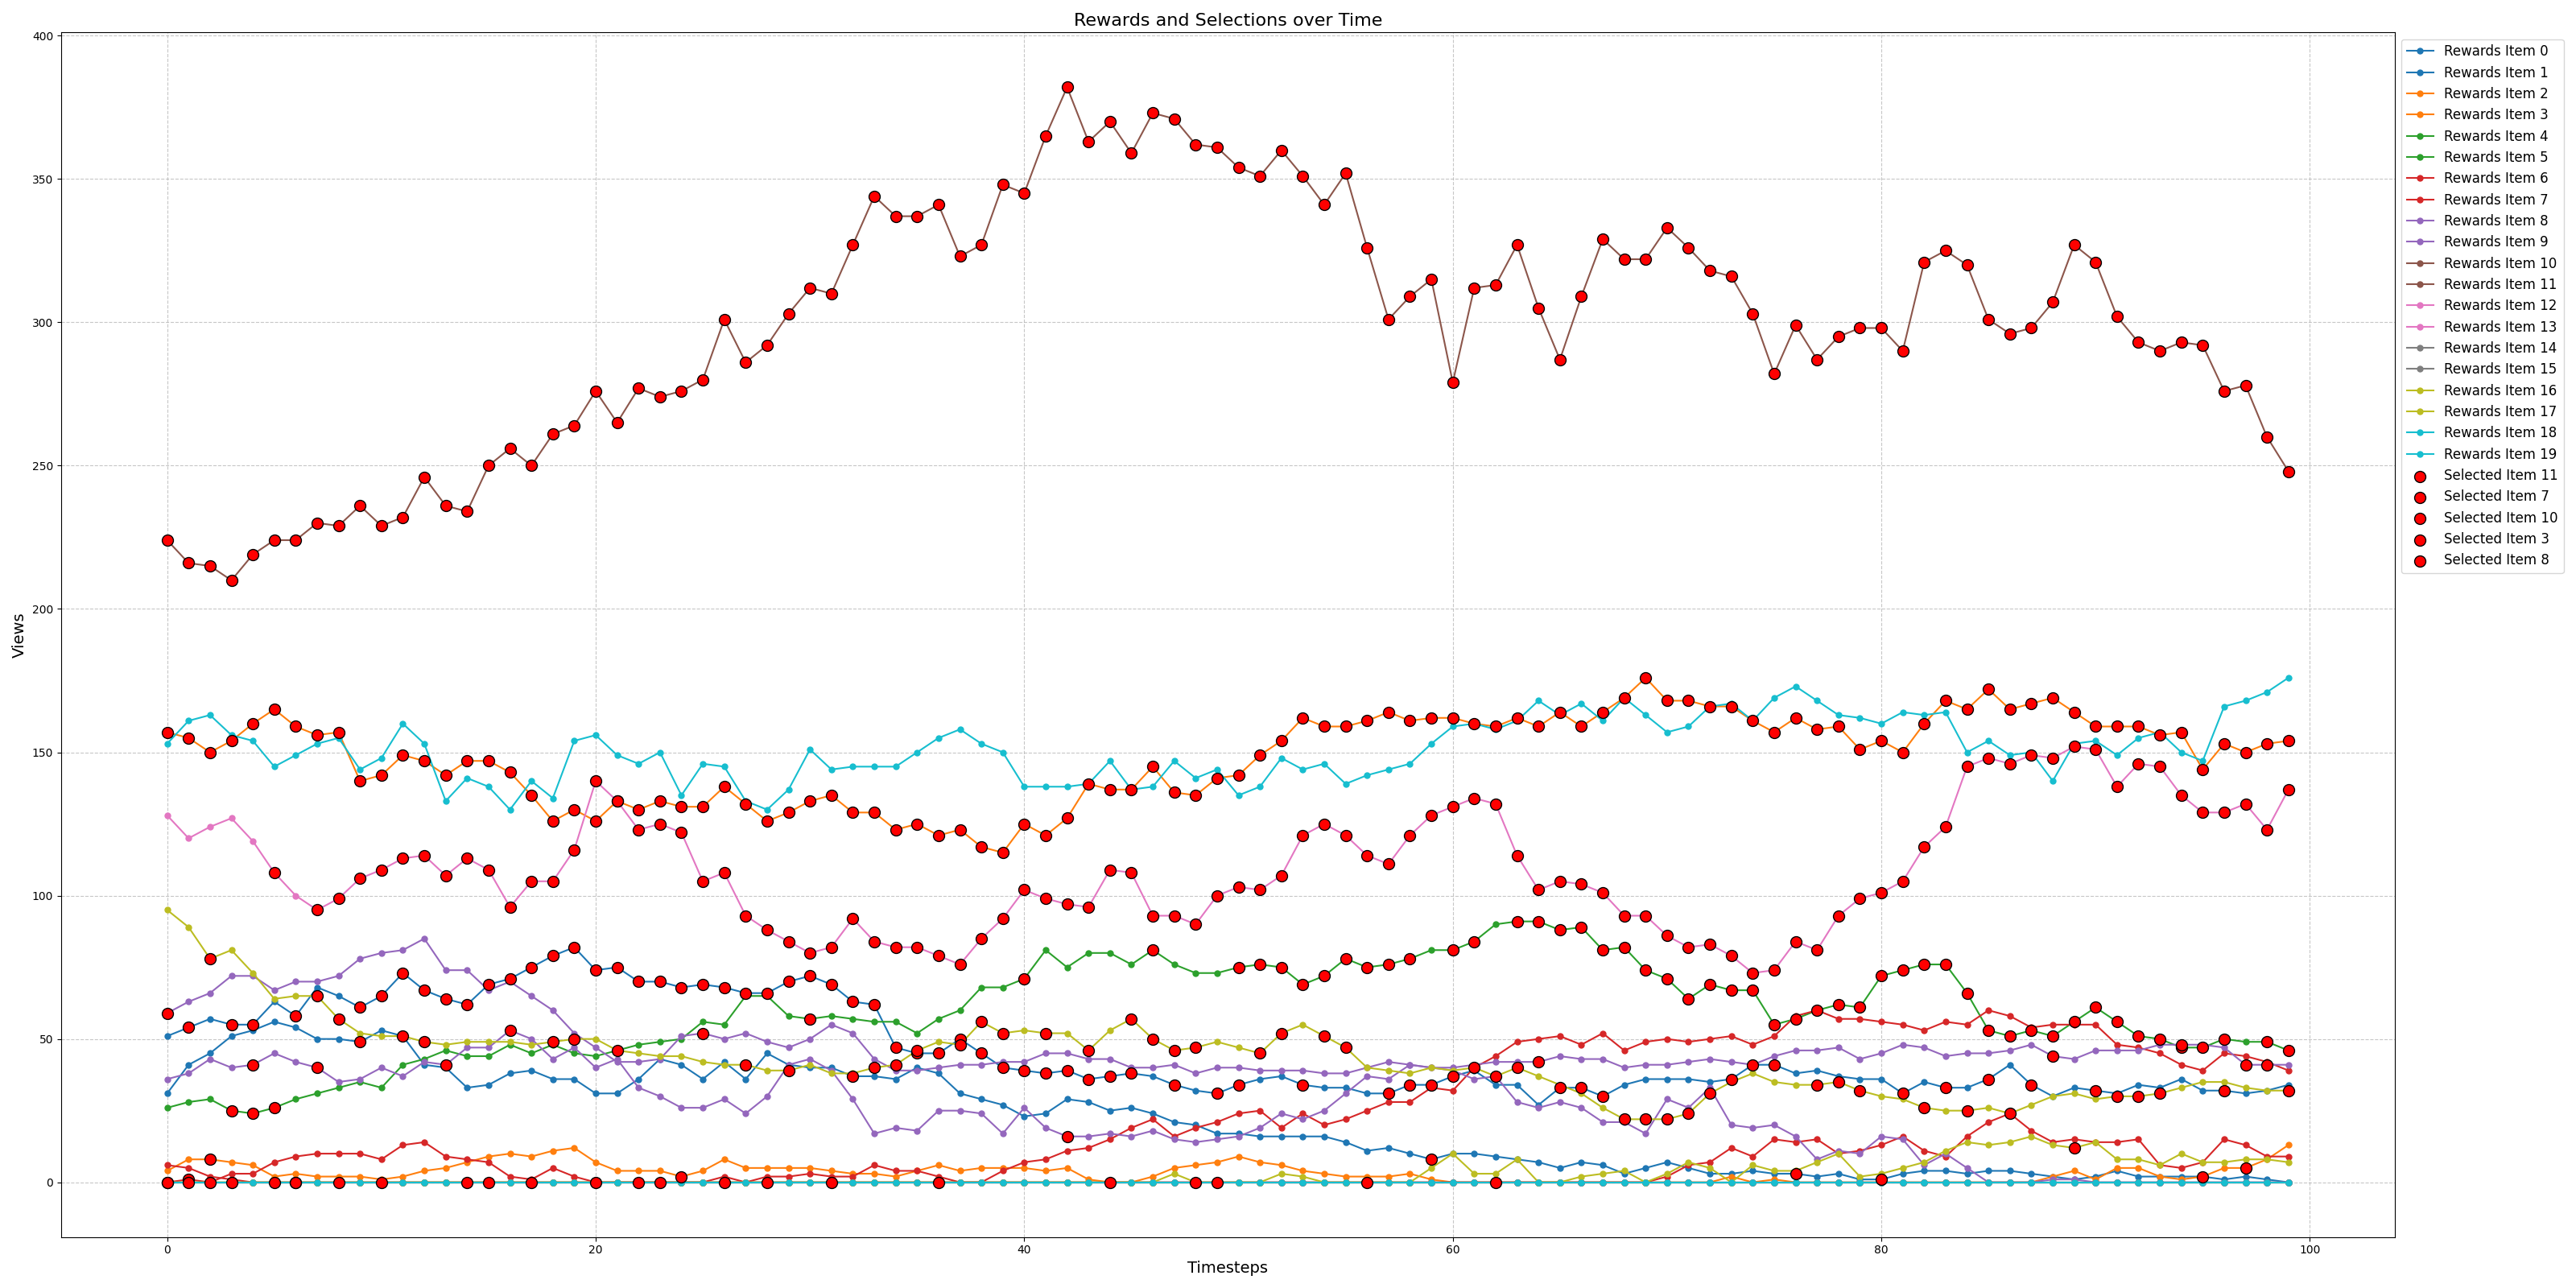 Rewards and Selections over Time
400
350
300
250
200
150
100
50
0
Views
0
20
40
60
80
100
Timesteps
Rewards Item 0
Rewards Item 1
Rewards Item 2
Rewards Item 3
Rewards Item 4
Rewards Item 5
Rewards Item 6
Rewards Item 7
Rewards Item 8
Rewards Item 9
Rewards Item 10
Rewards Item 11
Rewards Item 12
Rewards Item 13
Rewards Item 14
Rewards Item 15
Rewards Item 16
Rewards Item 17
Rewards Item 18
Rewards Item 19
Selected Item 11
Selected Item 7
Selected Item 10
Selected Item 3
Selected Item 8